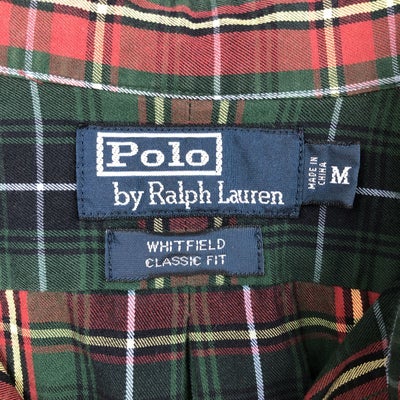 Polo
by Ralph Lauren
MADE IN
CHINA
M
WHITFIELD
CLASSIC FIT